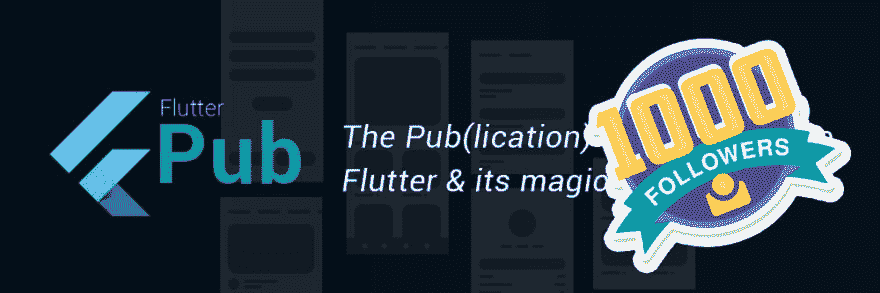 Flutter
Pub
The Pub(lication)
Flutter & its magic
1000
FOLLOWERS